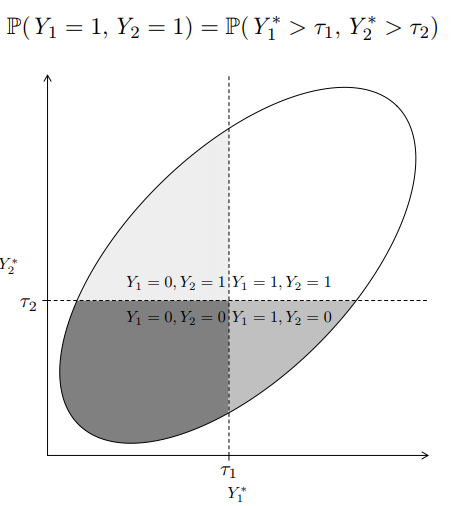 ℙ(Y₁ = 1, Y₂ = 1) = ℙ(Y₁* > τ₁, Y₂* > τ₂)
Y₂*
Y₁ = 0, Y₂ = 1 Y₁ = 1, Y₂ = 1
τ₂
Y₁ = 0, Y₂ = 0 Y₁ = 1, Y₂ = 0
τ₁
Y₁*